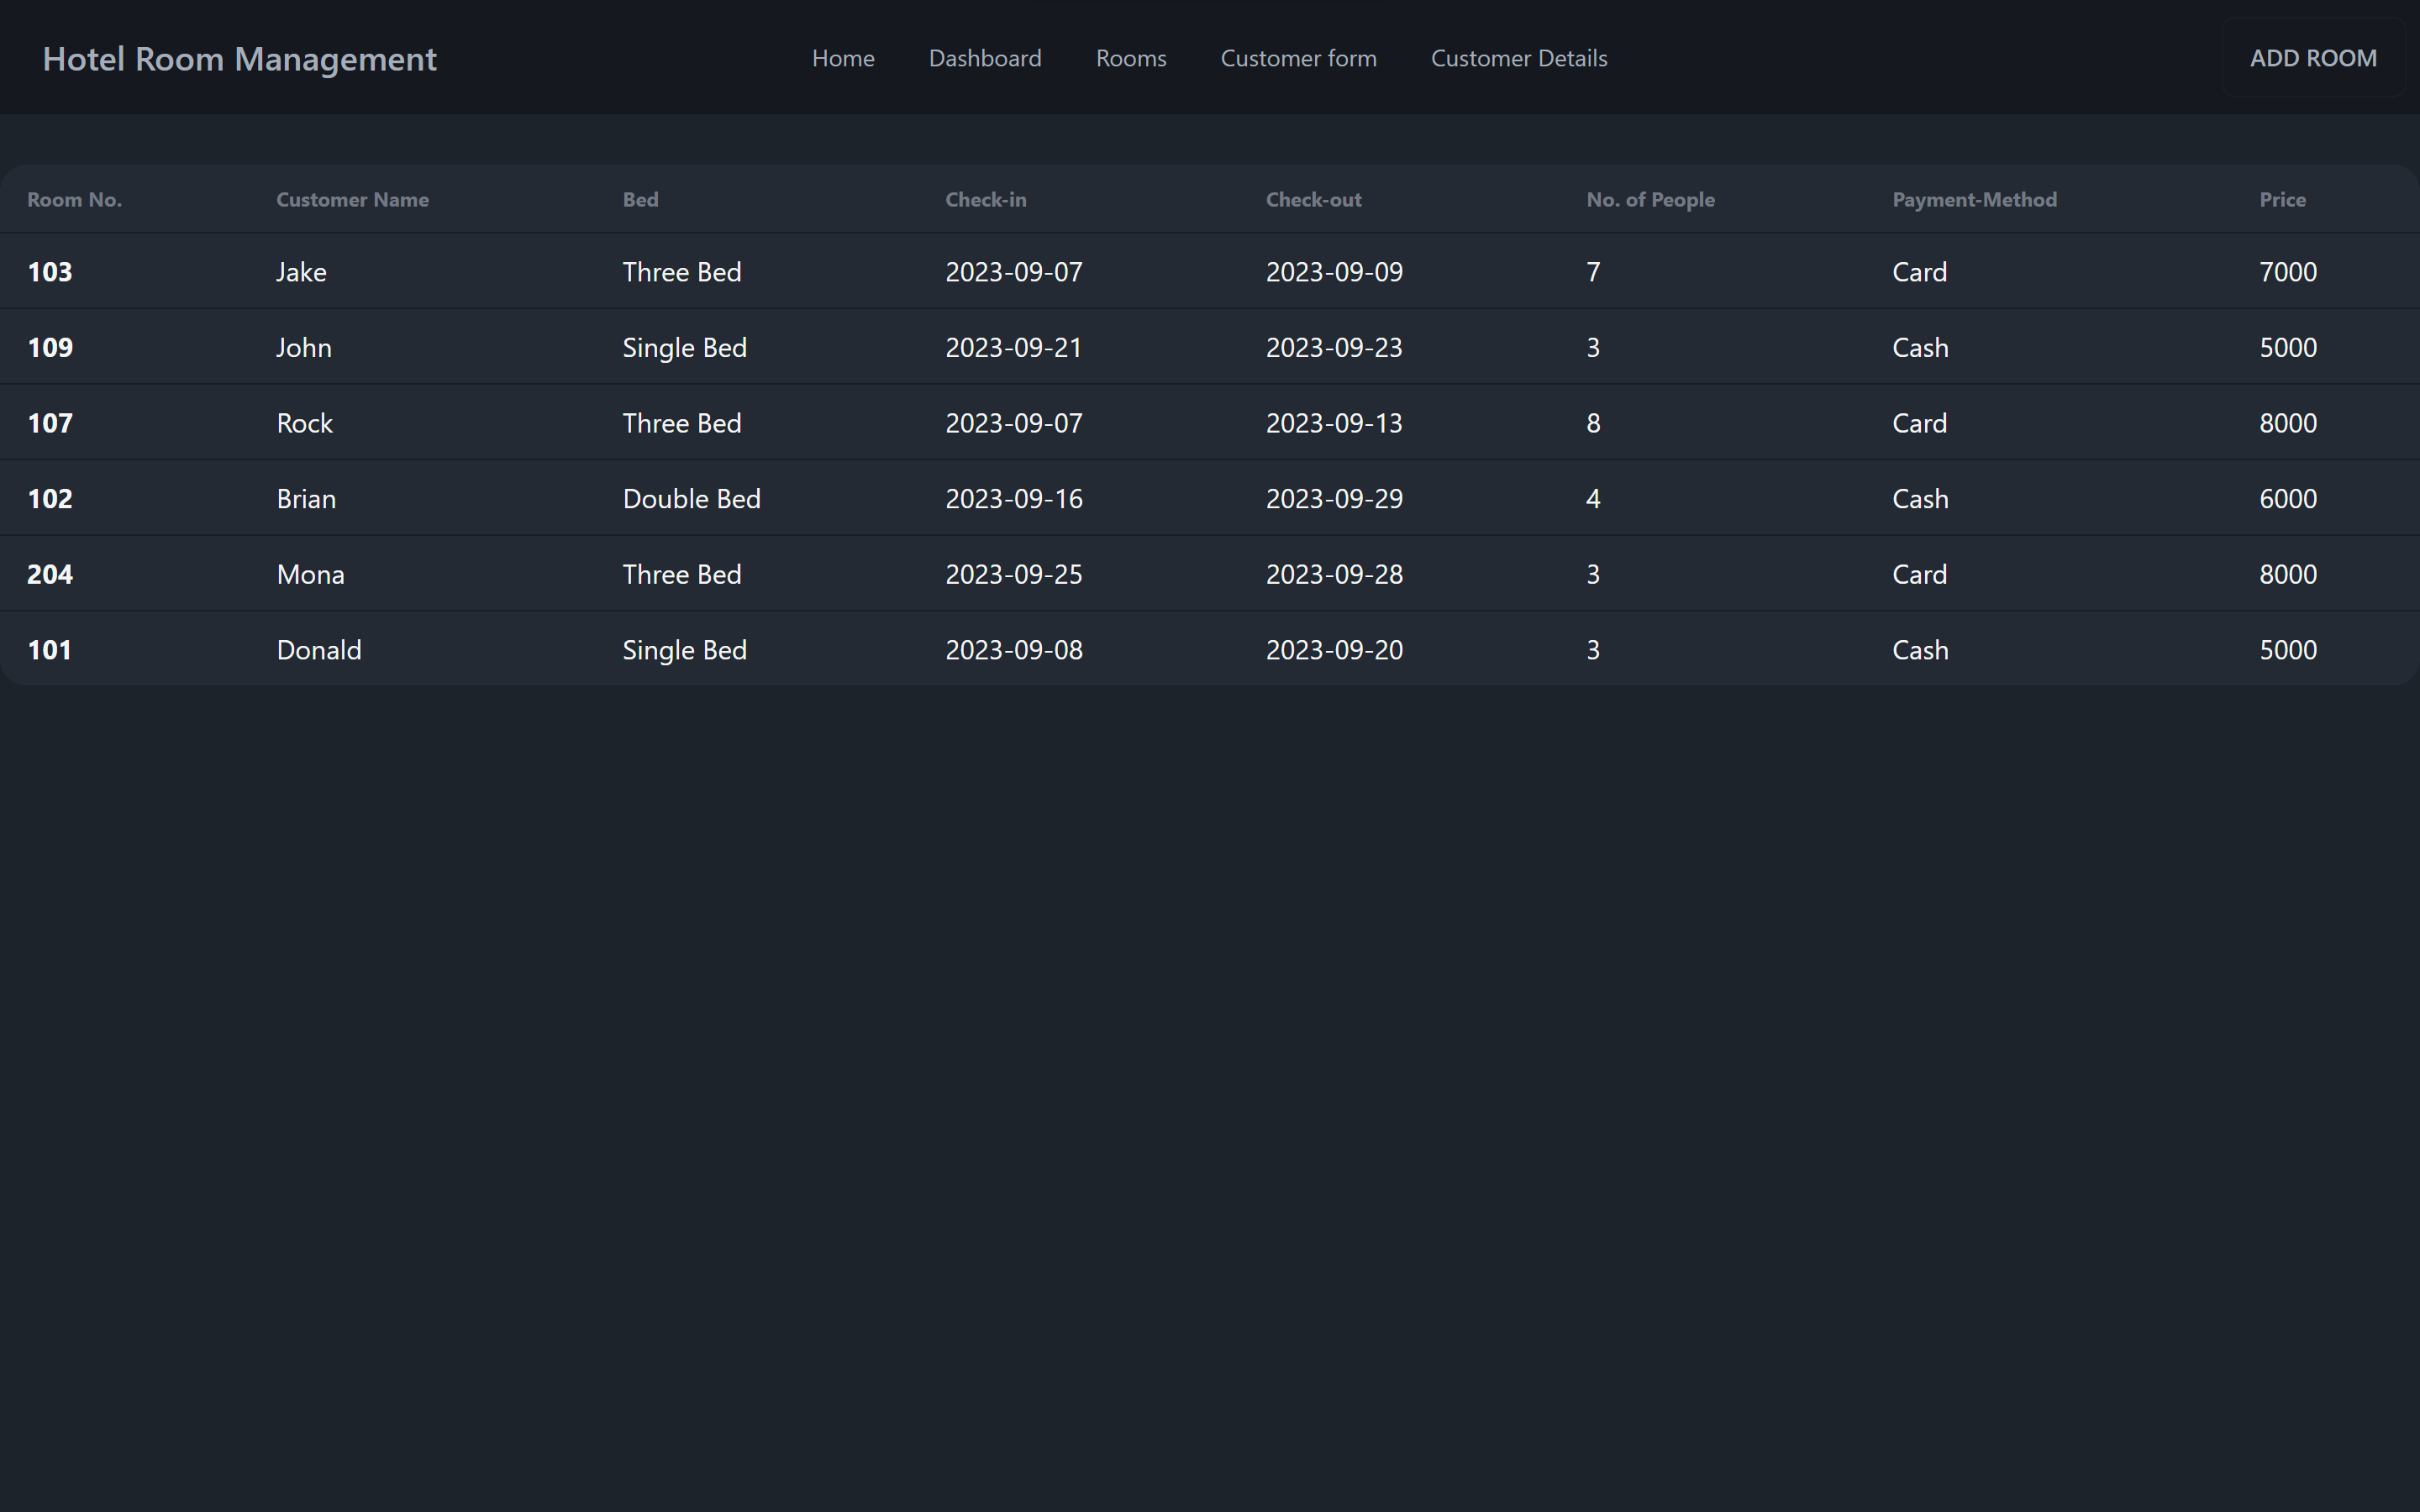 Hotel Room Management Home Dashboard Rooms Customer form Customer Details ADD ROOM
Room No. Customer Name Bed Check-in Check-out No. of People Payment-Method Price
103 Jake Three Bed 2023-09-07 2023-09-09 7 Card 7000
109 John Single Bed 2023-09-21 2023-09-23 3 Cash 5000
107 Rock Three Bed 2023-09-07 2023-09-13 8 Card 8000
102 Brian Double Bed 2023-09-16 2023-09-29 4 Cash 6000
204 Mona Three Bed 2023-09-25 2023-09-28 3 Card 8000
101 Donald Single Bed 2023-09-08 2023-09-20 3 Cash 5000